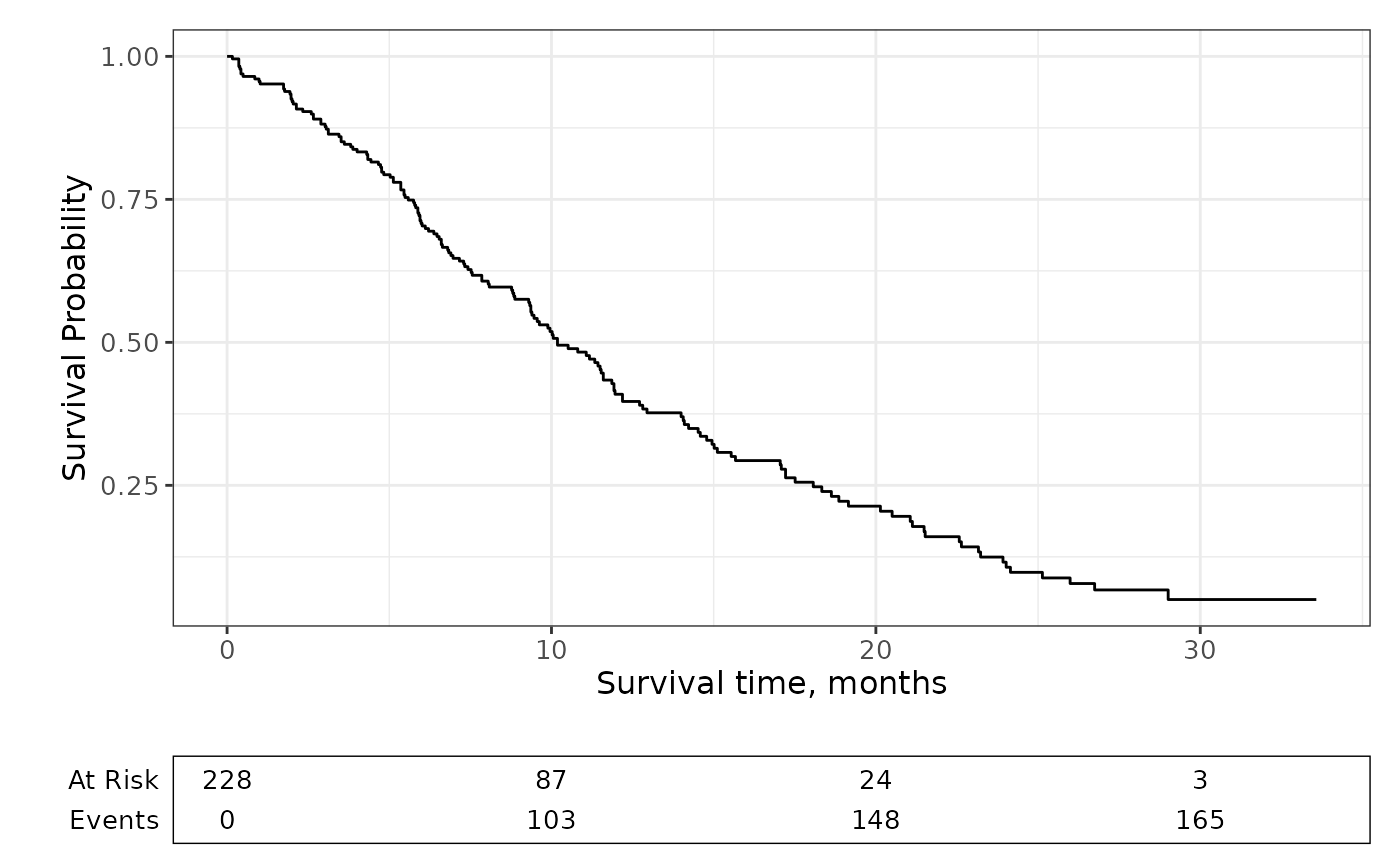 1.00
0.75
0.50
0.25
Survival Probability
0 10 20 30
Survival time, months
At Risk 228 87 24 3
Events 0 103 148 165